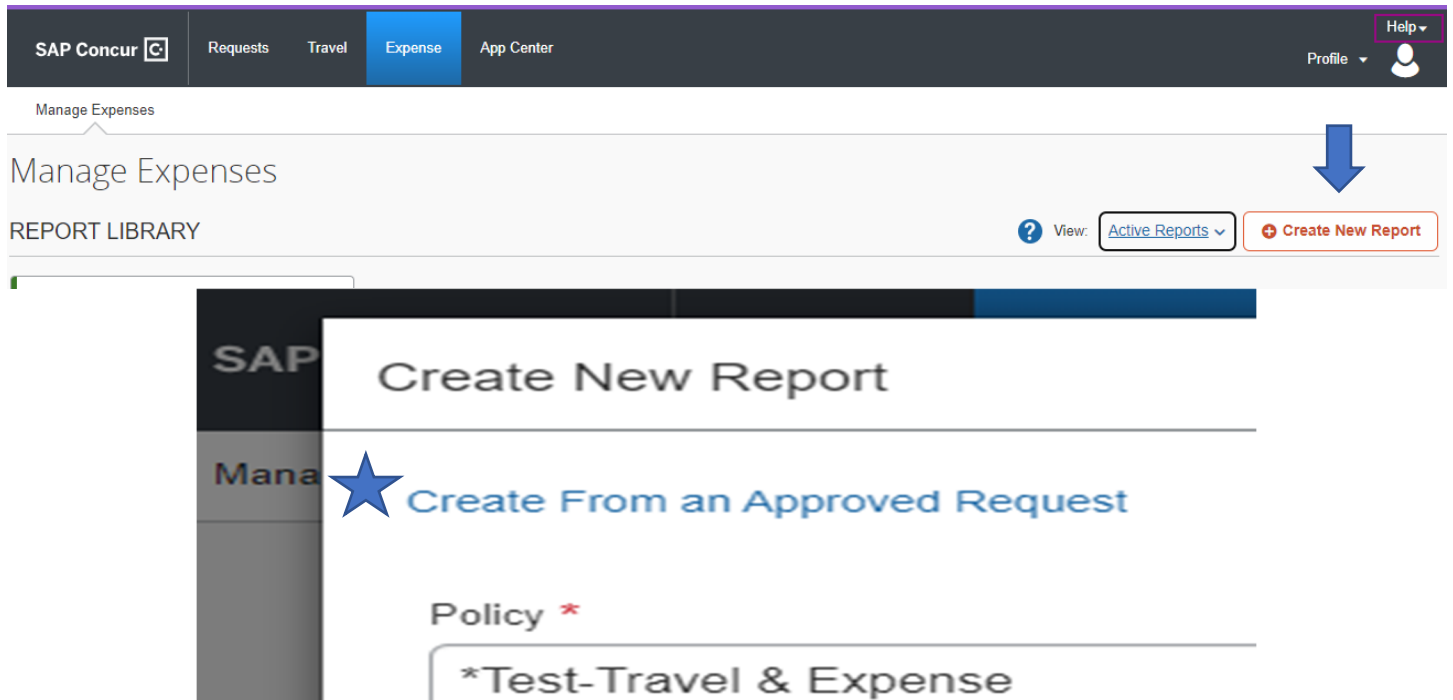 Help
SAP Concur C Requests Travel Expense App Center
Profile
Manage Expenses
Manage Expenses
REPORT LIBRARY ? View: Active Reports Create New Report
SAP
Create New Report
Mana
Create From an Approved Request
Policy *
*Test-Travel & Expense